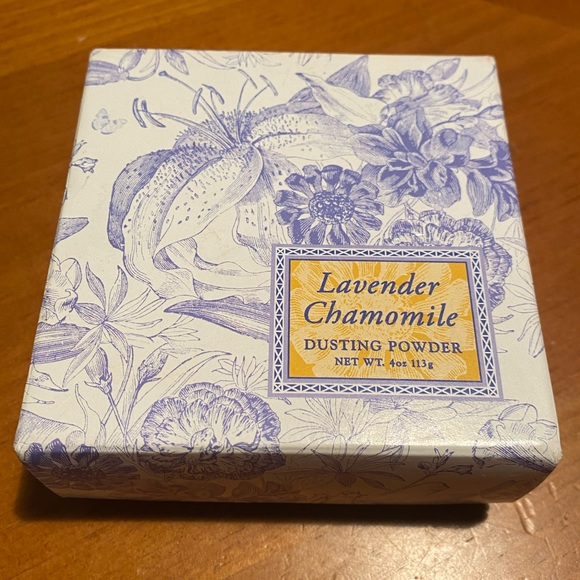 Lavender
Chamomile
DUSTING POWDER
NET WT. 4oz 113g